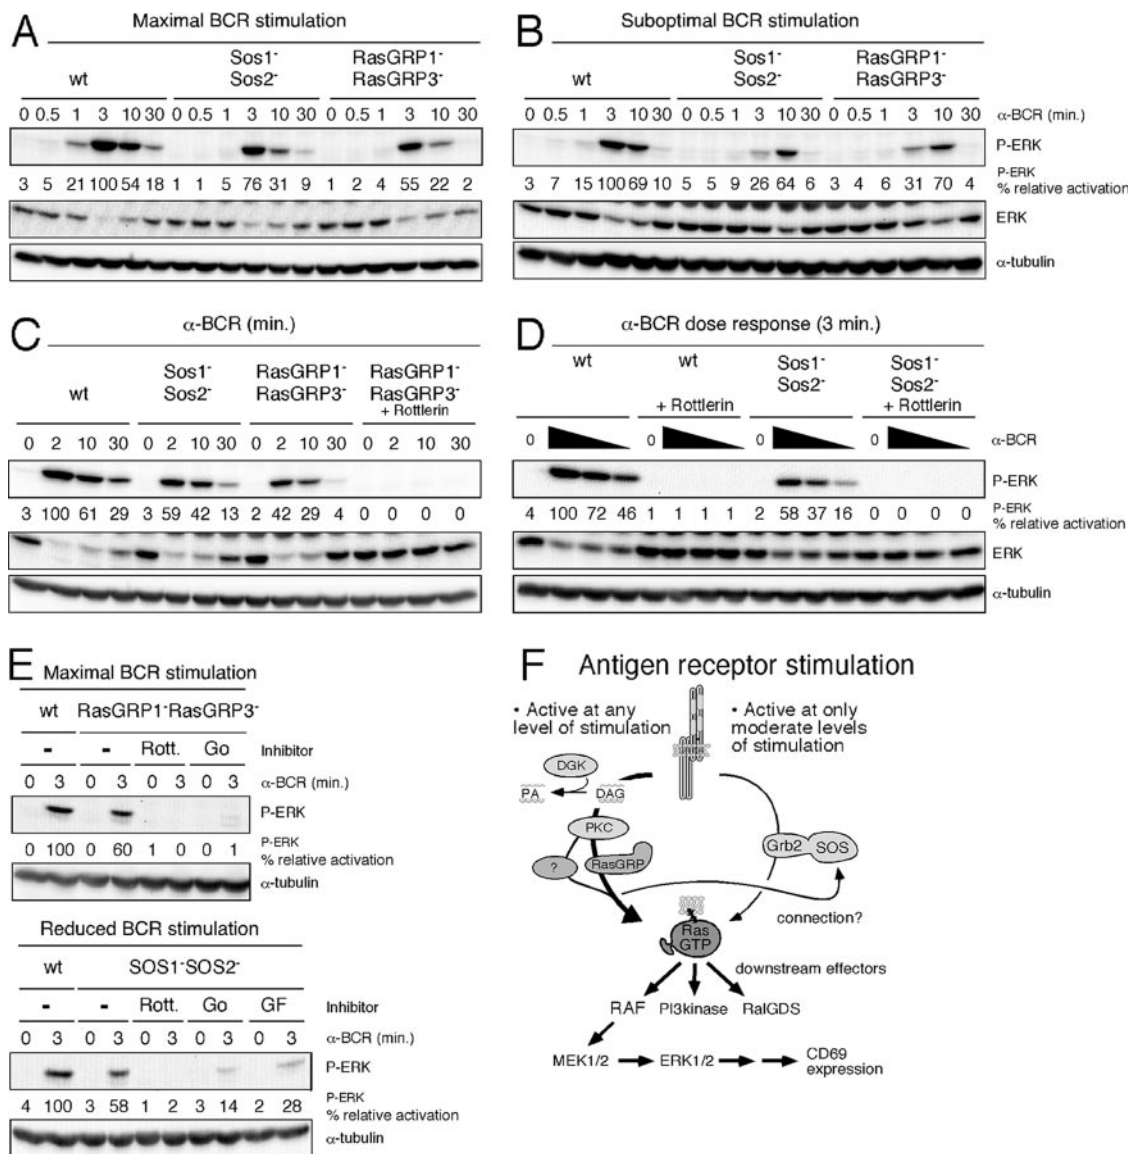 A Maximal BCR stimulation
wt
Sos1-
Sos2-
RasGRP1-
RasGRP3-
0 0.5 1 3 10 30 0 0.5 1 3 10 30 0 0.5 1 3 10 30
3 5 21 100 54 18 1 1 5 76 31 9 1 2 4 55 22 2
B Suboptimal BCR stimulation
wt
Sos1-
Sos2-
RasGRP1-
RasGRP3-
0 0.5 1 3 10 30 0 0.5 1 3 10 30 0 0.5 1 3 10 30 α-BCR (min.)
P-ERK
3 7 15 100 69 10 5 5 9 26 64 6 3 4 6 31 70 4 P-ERK
% relative activation
ERK
α-tubulin
C α-BCR (min.)
wt
Sos1-
Sos2-
RasGRP1-
RasGRP3-
RasGRP1-
RasGRP3-
+ Rottlerin
0 2 10 30 0 2 10 30 0 2 10 30 0 2 10 30
3 100 61 29 3 59 42 13 2 42 29 4 0 0 0 0
D α-BCR dose response (3 min.)
wt
wt
+ Rottlerin
Sos1-
Sos2-
Sos1-
Sos2-
+ Rottlerin
0 0 0 0 α-BCR
P-ERK
4 100 72 46 1 1 1 1 2 58 37 16 0 0 0 0 P-ERK
% relative activation
ERK
α-tubulin
E Maximal BCR stimulation
wt RasGRP1-RasGRP3-
- - Rott. Go Inhibitor
0 3 0 3 0 3 0 3 α-BCR (min.)
P-ERK
0 100 0 60 1 0 0 1 P-ERK
% relative activation
α-tubulin
Reduced BCR stimulation
wt SOS1-SOS2-
- - Rott. Go GF Inhibitor
0 3 0 3 0 3 0 3 0 3 α-BCR (min.)
P-ERK
4 100 3 58 1 2 3 14 2 28 P-ERK
% relative activation
α-tubulin
F Antigen receptor stimulation
• Active at any
level of stimulation
• Active at only
moderate levels
of stimulation
DGK
PA DAG
PKC
? RasGRP
Grb2 SOS
connection?
Ras
GTP
downstream effectors
RAF PI3kinase RalGDS
MEK1/2 ERK1/2 CD69
expression